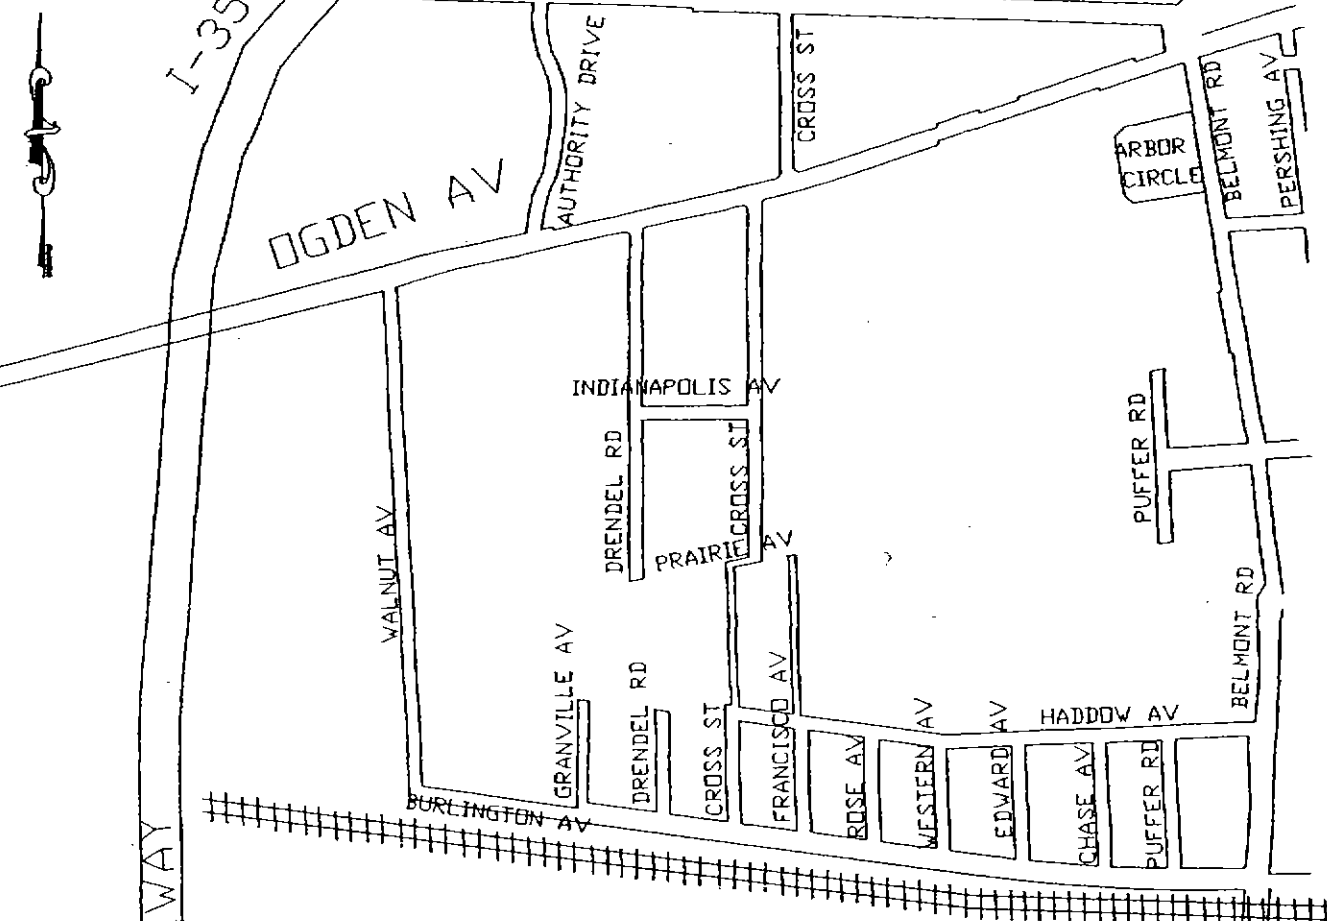 I-35
AUTHORITY DRIVE
CROSS ST
BELMONT RD
PERSHING AV
ARBOR
CIRCLE
OGDEN AV
INDIANAPOLIS AV
DRENDEL RD
CROSS ST
PUFFER RD
WALNUT AV
PRAIRIE AV
BELMONT RD
GRANVILLE AV
DRENDEL RD
CROSS ST
FRANCISCO AV
WESTERN AV
EDWARD AV
HADDOW AV
ROSE AV
CHASE AV
PUFFER RD
BURLINGTON AV
WAY